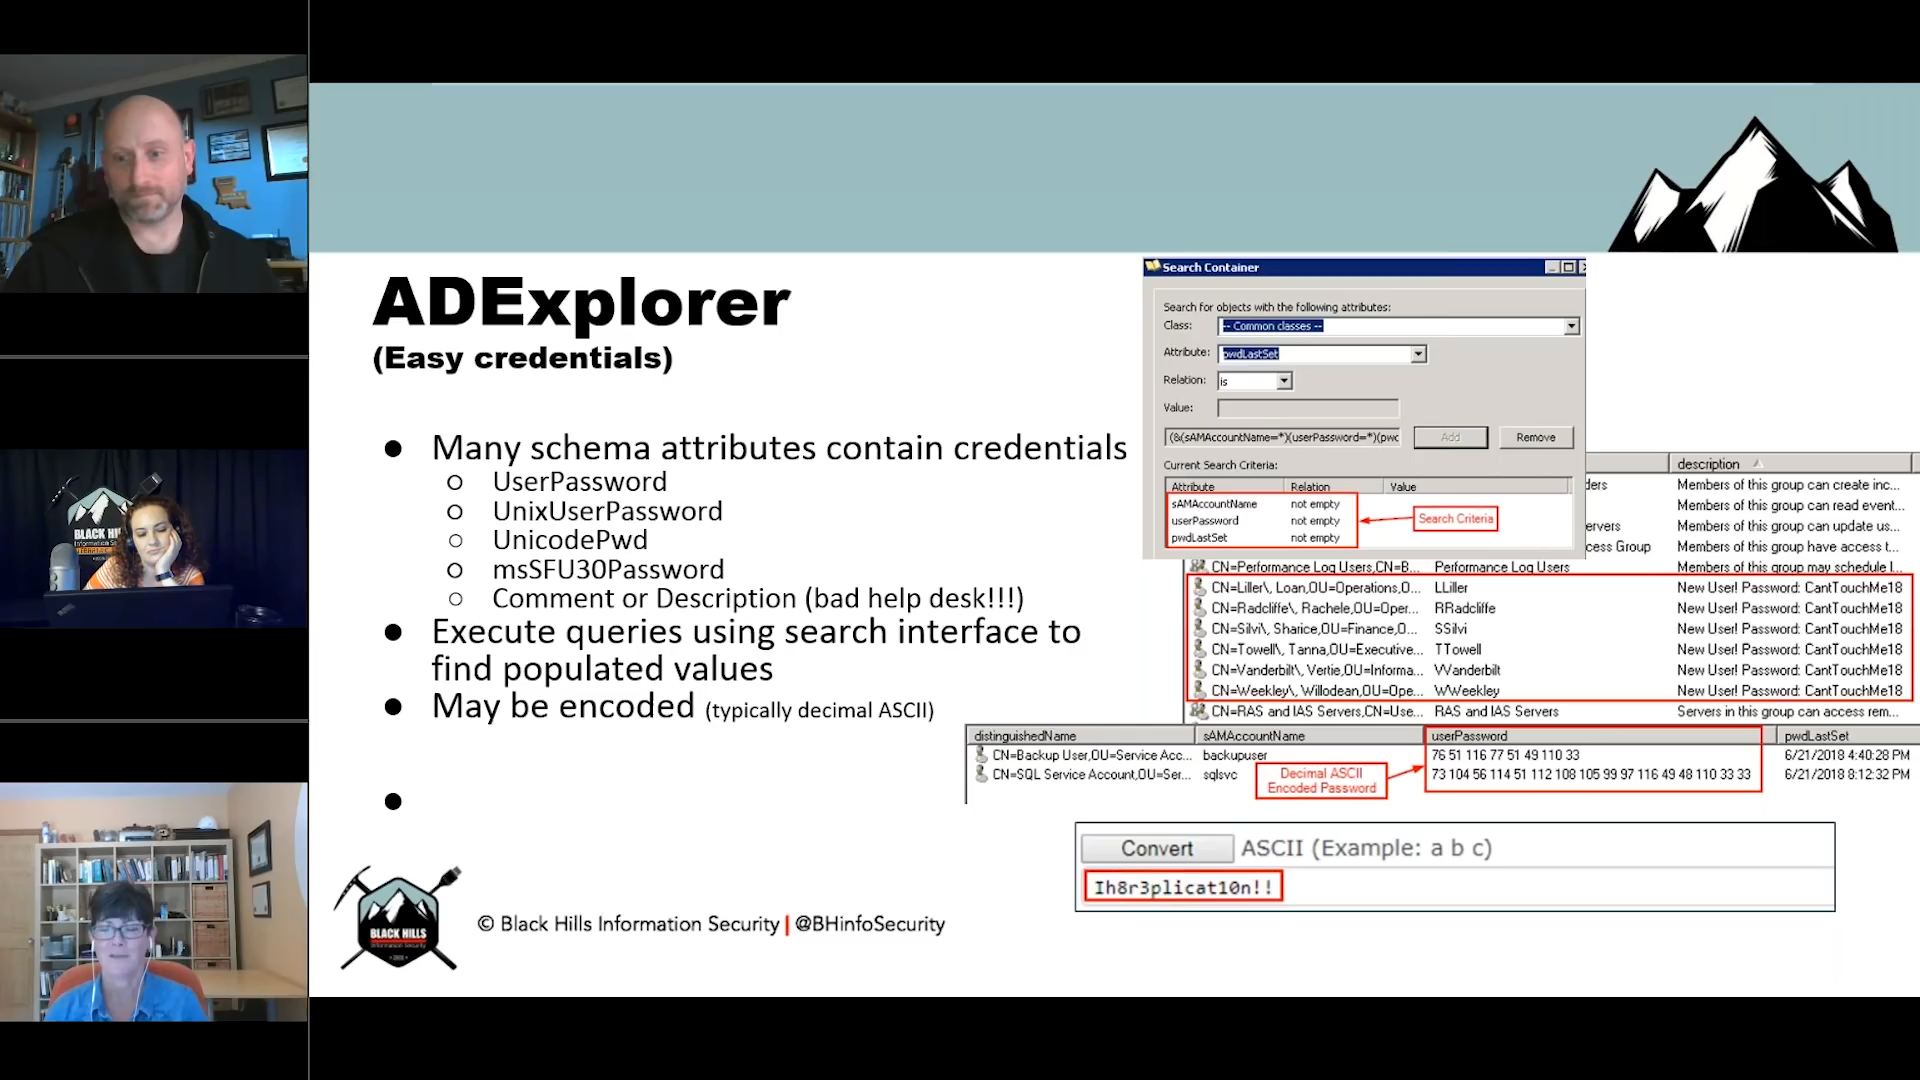 ADExplorer
(Easy credentials)
● Many schema attributes contain credentials
○ UserPassword
○ UnixUserPassword
○ UnicodePwd
○ msSFU30Password
○ Comment or Description (bad help desk!!!)
● Execute queries using search interface to
find populated values
● May be encoded (typically decimal ASCII)
●
BLACK HILLS
Information Security
© Black Hills Information Security | @BHinfoSecurity
Search Container
Search for objects with the following attributes:
Class: -- Common classes --
Attribute: pwdLastSet
Relation: is
Value:
(&(sAMAccountName=*)(userPassword=*)(pwc
Add
Remove
Current Search Criteria:
Attribute Relation Value
sAMAccountName not empty
userPassword not empty
pwdLastSet not empty
Search Criteria
description
ders Members of this group can create inc...
Members of this group can read event...
ervers Members of this group can update us...
cess Group Members of this group have access t...
CN=Performance Log Users,CN=B... Performance Log Users Members of this group may schedule l...
CN=Liller\, Loan,OU=Operations,O... LLiller New User! Password: CantTouchMe18
CN=Radcliffe\, Rachele,OU=Oper... RRadcliffe New User! Password: CantTouchMe18
CN=Silvi\, Sharice,OU=Finance,O... SSilvi New User! Password: CantTouchMe18
CN=Towell\, Tanna,OU=Executive... TTowell New User! Password: CantTouchMe18
CN=Vanderbilt\, Vertie,OU=Informa... VVanderbilt New User! Password: CantTouchMe18
CN=Weekley\, Willodean,OU=Ope... WWeekley New User! Password: CantTouchMe18
CN=RAS and IAS Servers,CN=Use... RAS and IAS Servers Servers in this group can access rem...
distinguishedName sAMAccountName userPassword pwdLastSet
CN=Backup User,OU=Service Acc... backupuser 76 51 116 77 51 49 110 33 6/21/2018 4:40:28 PM
CN=SQL Service Account,OU=Ser... sqlsvc 73 104 56 114 51 112 108 105 99 97 116 49 48 110 33 33 6/21/2018 8:12:32 PM
Decimal ASCII
Encoded Password
Convert ASCII (Example: a b c)
Ih8r3plicat10n!!